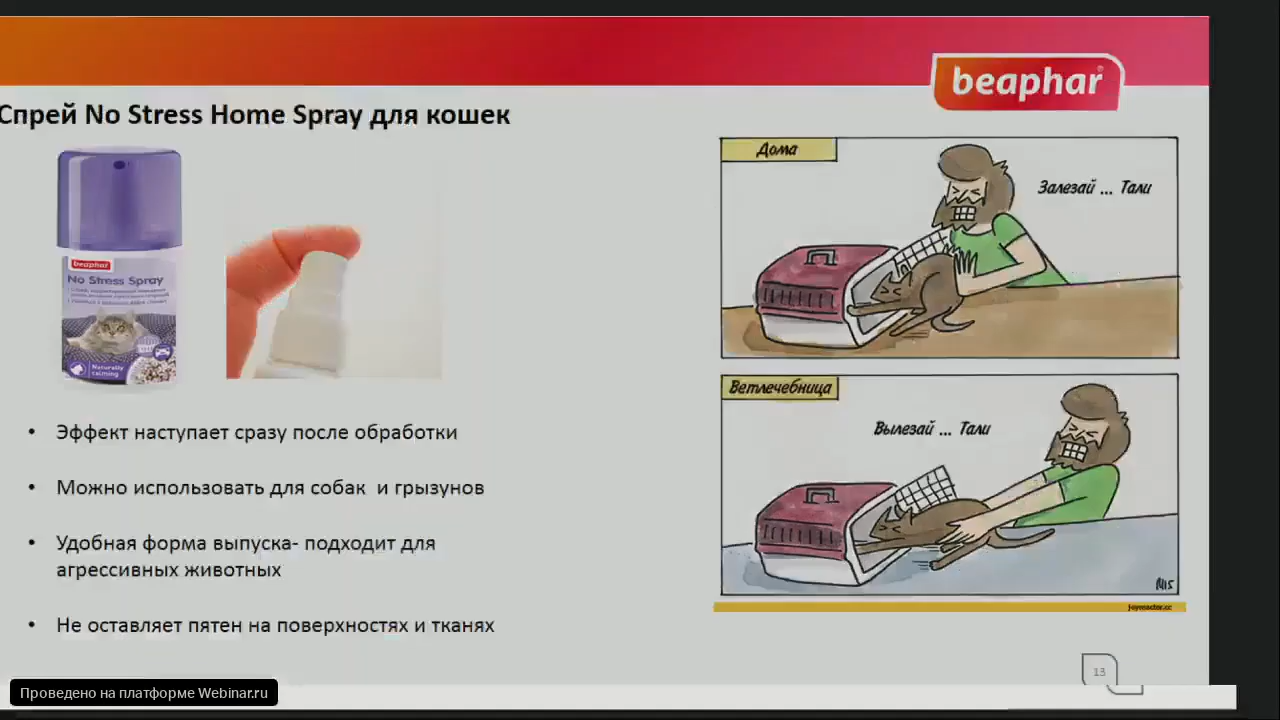 beaphar
Спрей No Stress Home Spray для кошек
beaphar
No Stress Spray
Naturally
calming
Дома
Залезай ... Тали
Ветлечебница
Вылезай ... Тали
joyreactor.cc
• Эффект наступает сразу после обработки
• Можно использовать для собак и грызунов
• Удобная форма выпуска- подходит для
агрессивных животных
• Не оставляет пятен на поверхностях и тканях
13
Проведено на платформе Webinar.ru